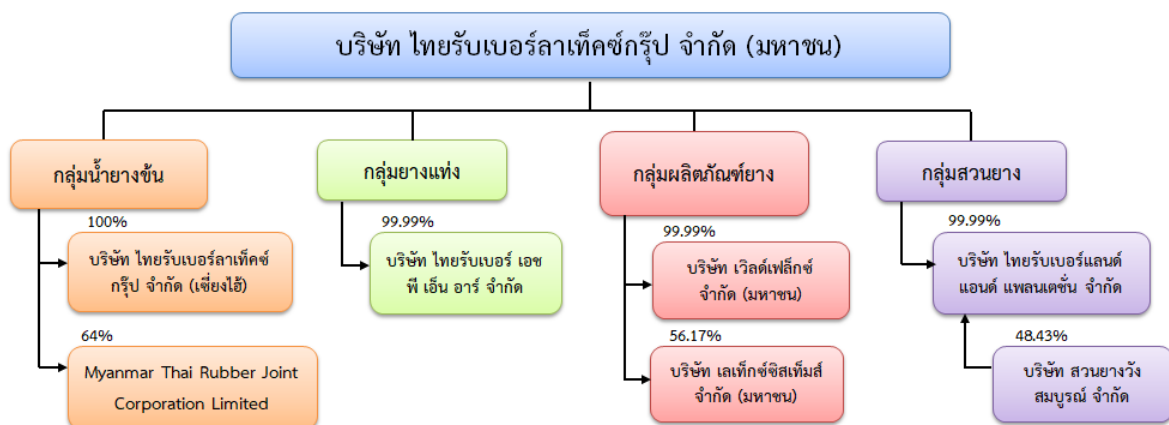 บริษัท ไทยรับเบอร์ลาเท็คซ์กรุ๊ป จำกัด (มหาชน)
กลุ่มน้ำยางข้น
กลุ่มยางแท่ง
กลุ่มผลิตภัณฑ์ยาง
กลุ่มสวนยาง
100%
บริษัท ไทยรับเบอร์ลาเท็คซ์
กรุ๊ป จำกัด (เซี่ยงไฮ้)
64%
Myanmar Thai Rubber Joint
Corporation Limited
99.99%
บริษัท ไทยรับเบอร์ เอช
พี เอ็น อาร์ จำกัด
99.99%
บริษัท เวิลด์เฟล็กซ์
จำกัด (มหาชน)
56.17%
บริษัท เลเท็กซ์ซิสเท็มส์
จำกัด (มหาชน)
99.99%
บริษัท ไทยรับเบอร์แลนด์
แอนด์ แพลนเตชั่น จำกัด
48.43%
บริษัท สวนยางวัง
สมบูรณ์ จำกัด